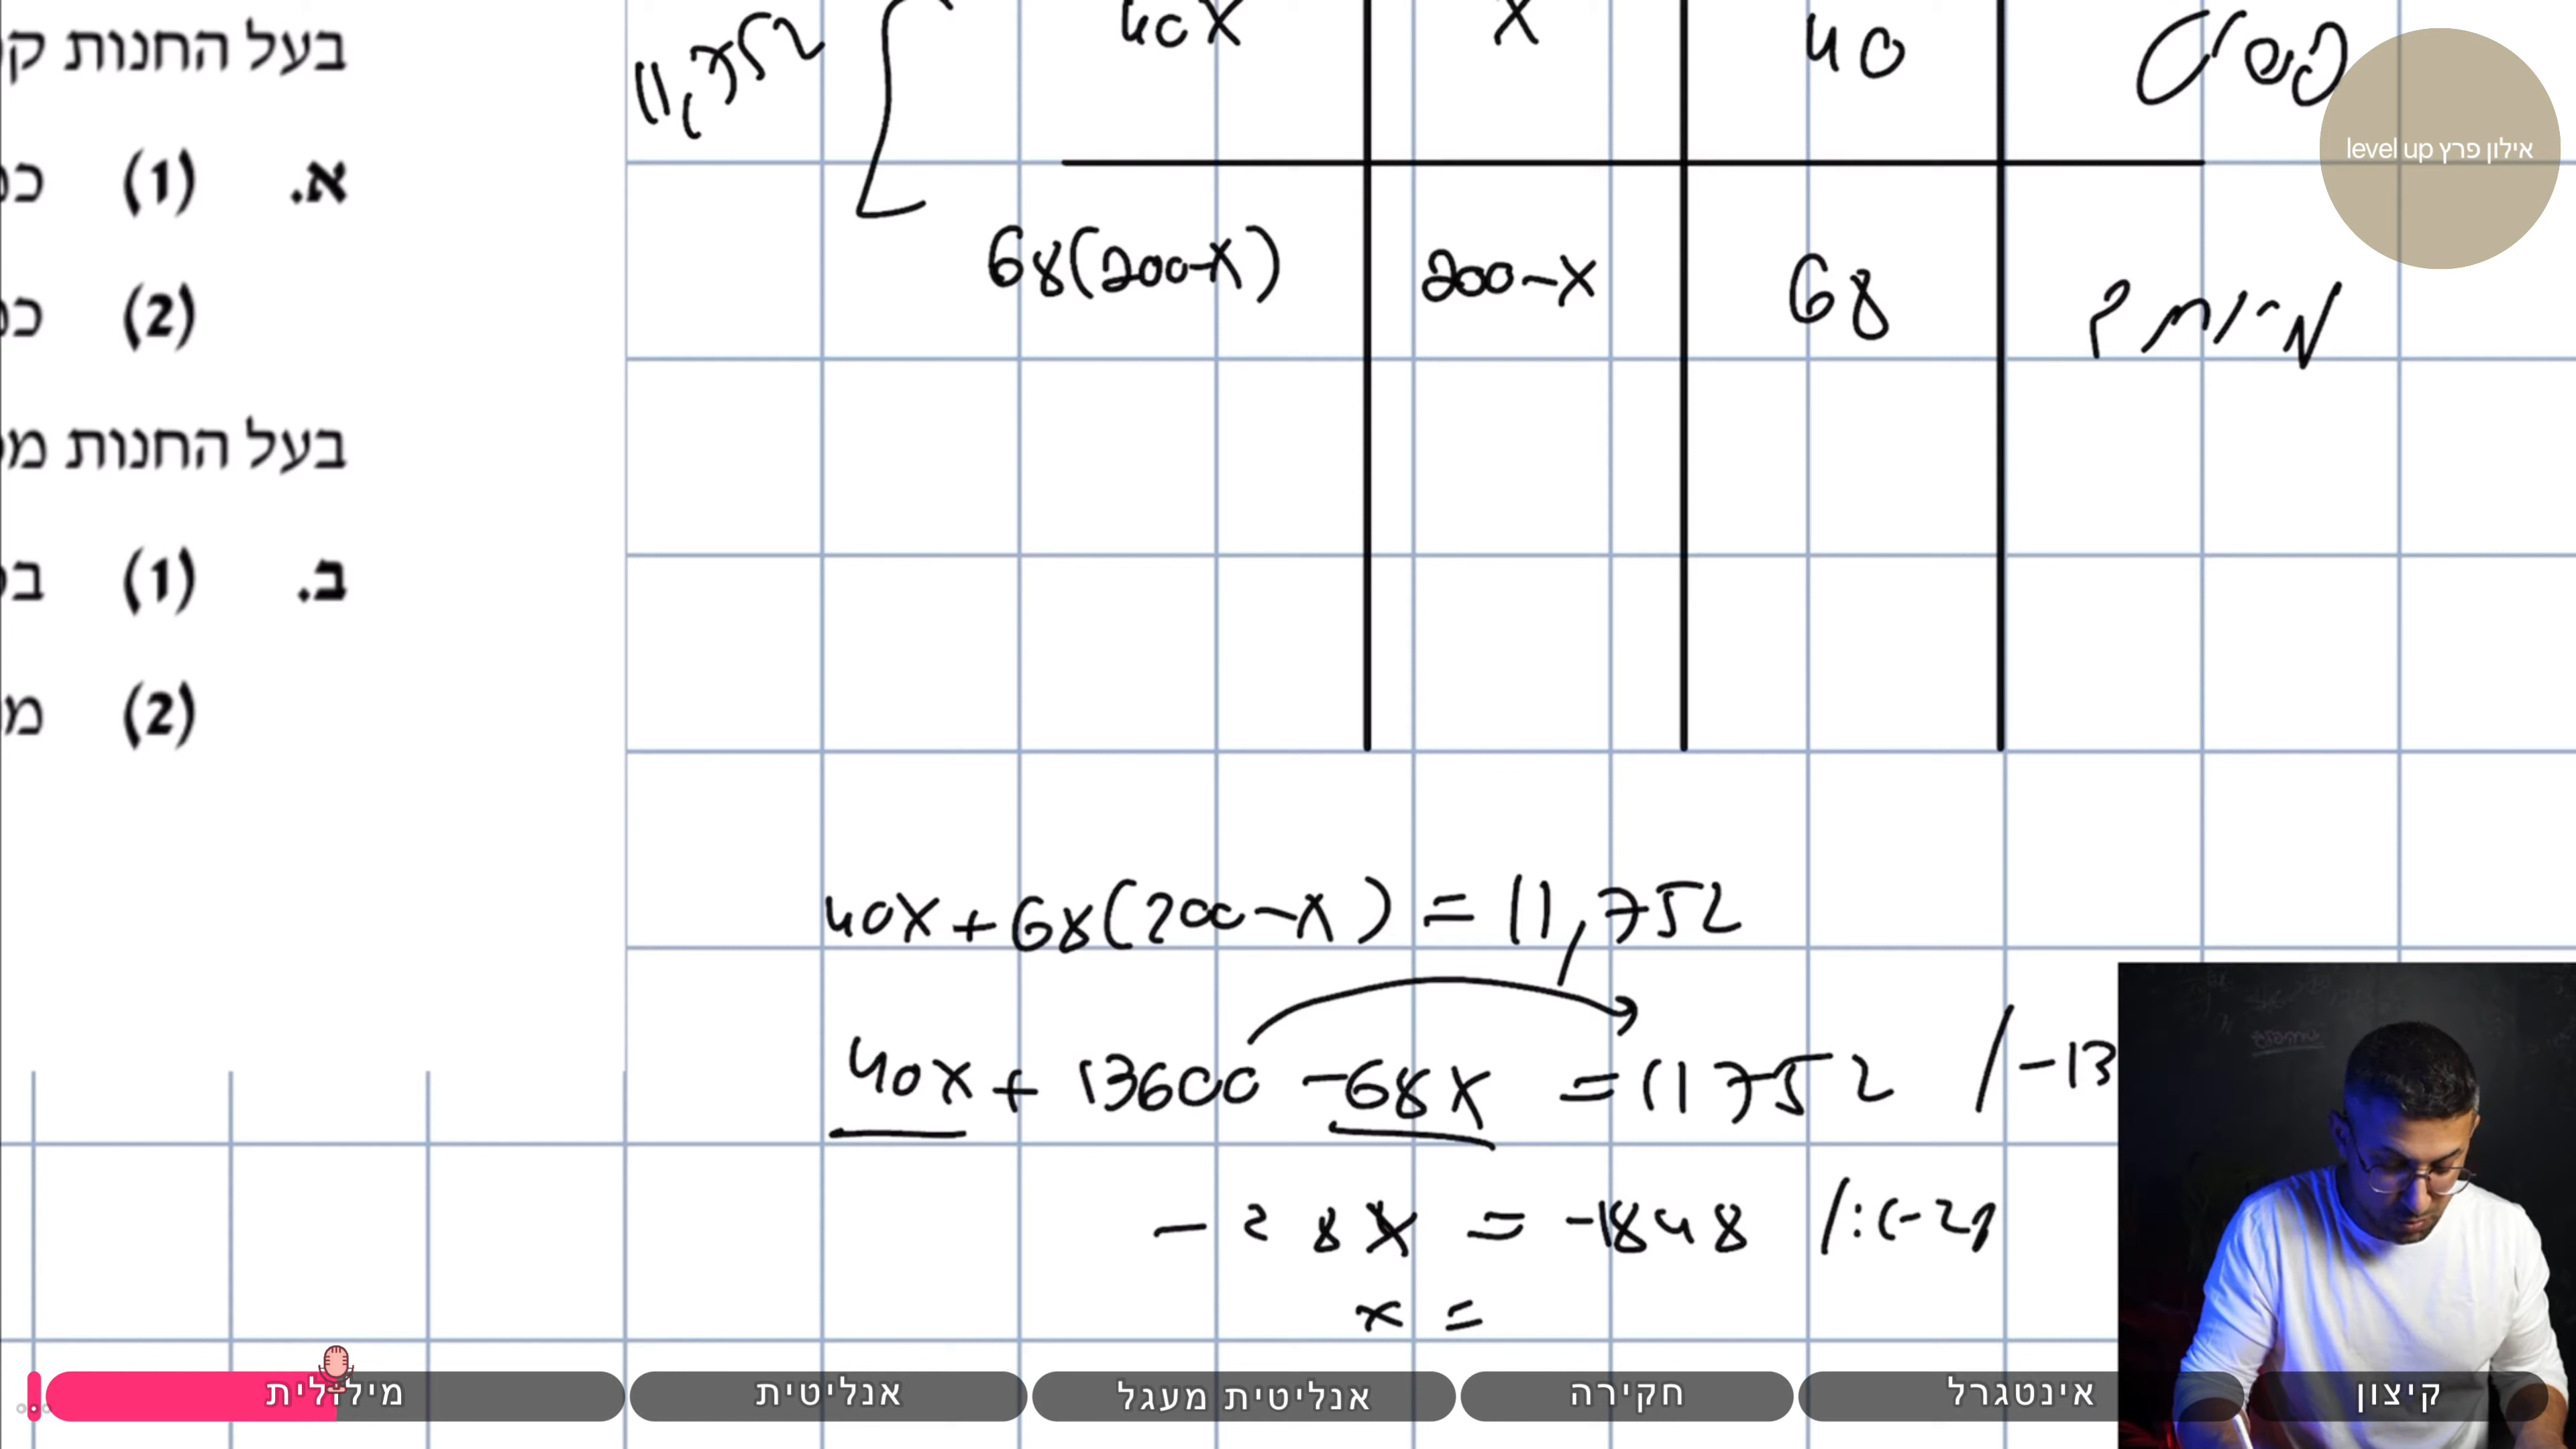 בעל החנות
א. (1)
(2)
בעל החנות
ב. (1)
(2)
11,752
40x x 40
68(200-x) 200-x 68
40x+68(200-x) = 11,752
40x + 13600 - 68x = 11752 /-13
-28x = -1848 /:(-28
x =
level up אילון פרץ
מילולית
אנליטית
אנליטית מעגל
חקירה
אינטגרל
קיצון